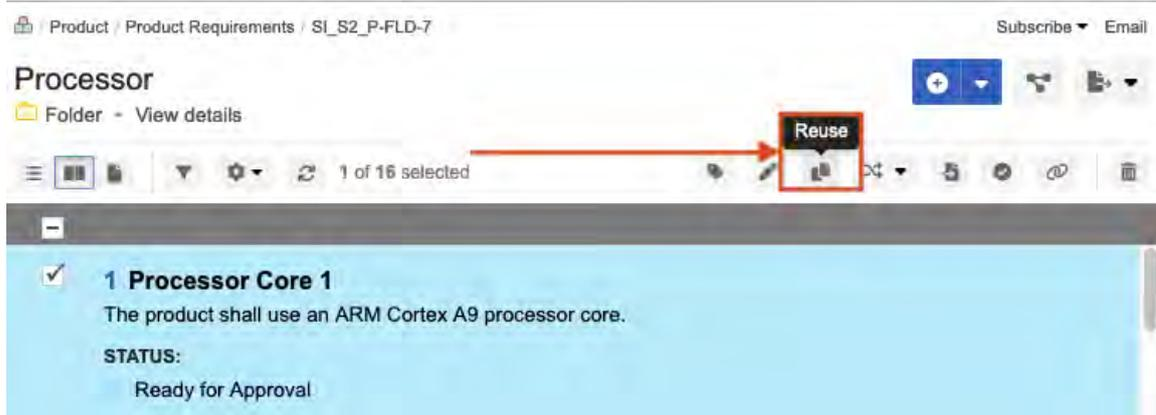 Product / Product Requirements / SI_S2_P-FLD-7
Subscribe Email
Processor
Folder - View details
Reuse
1 of 16 selected
1 Processor Core 1
The product shall use an ARM Cortex A9 processor core.
STATUS:
Ready for Approval